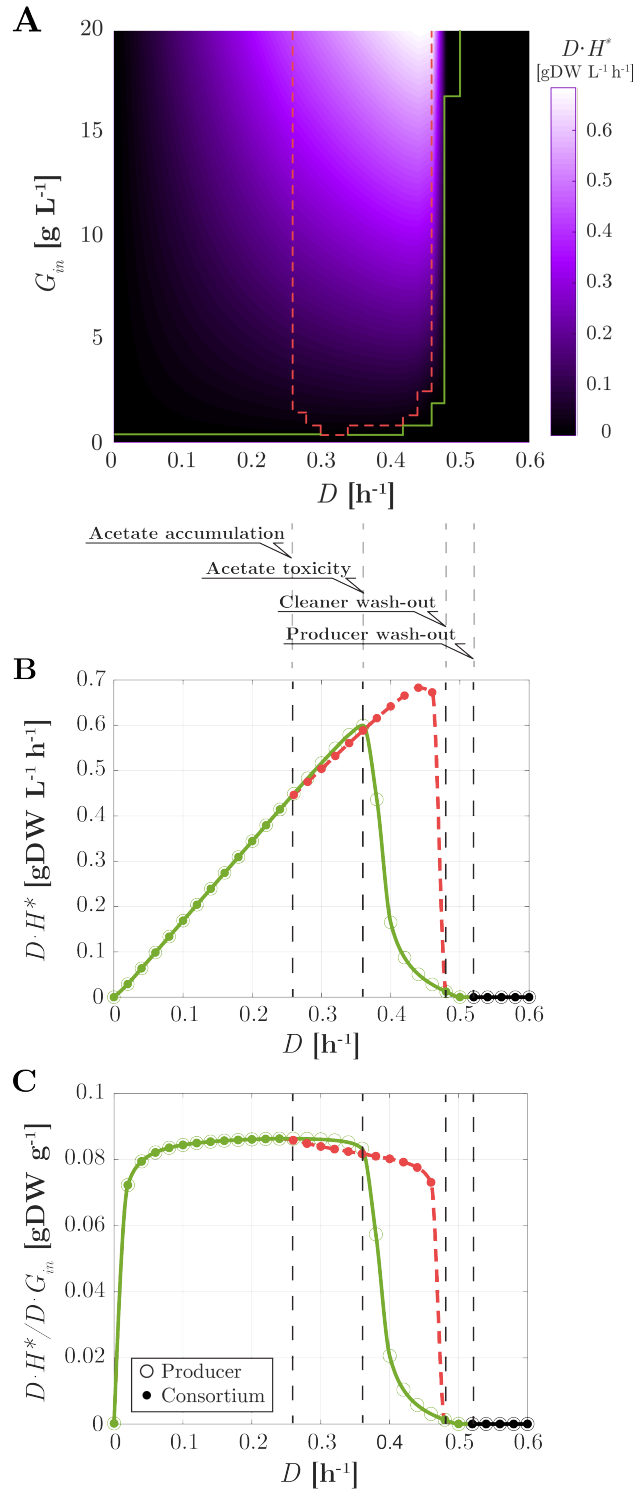 A
20
15
10
5
0
G_in [g L⁻¹]
0 0.1 0.2 0.3 0.4 0.5 0.6
D [h⁻¹]
D·H*
[gDW L⁻¹ h⁻¹]
0.6
0.5
0.4
0.3
0.2
0.1
0
Acetate accumulation
Acetate toxicity
Cleaner wash-out
Producer wash-out
B
0.7
0.6
0.5
0.4
0.3
0.2
0.1
0
D·H* [gDW L⁻¹ h⁻¹]
0 0.1 0.2 0.3 0.4 0.5 0.6
D [h⁻¹]
C
0.1
0.08
0.06
0.04
0.02
0
D·H*/D·G_in [gDW g⁻¹]
Producer
Consortium
0 0.1 0.2 0.3 0.4 0.5 0.6
D [h⁻¹]